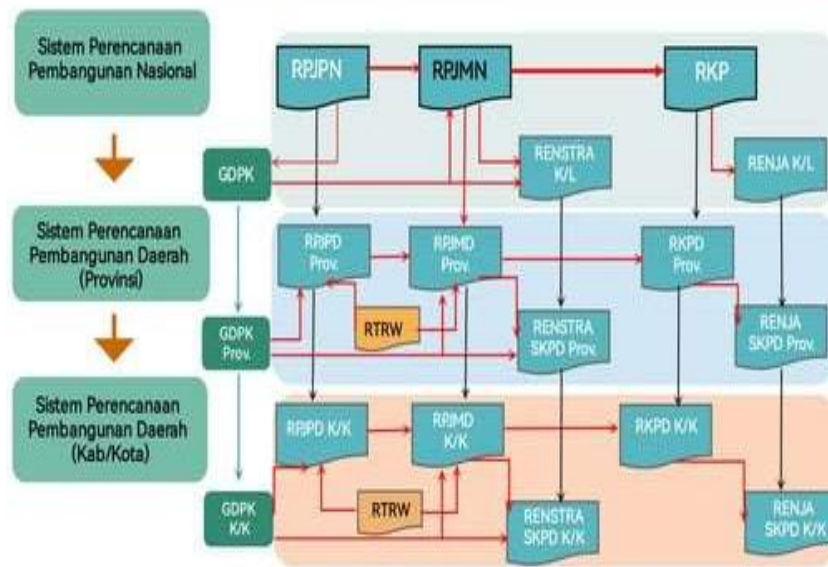 Sistem Perencanaan
Pembangunan Nasional
RPJPN
RPJMN
RKP
GDPK
RENSTRA
K/L
RENJA K/L
Sistem Perencanaan
Pembangunan Daerah
(Provinsi)
RPJPD
Prov.
RPJMD
Prov.
RKPD
Prov.
GDPK
Prov.
RTRW
RENSTRA
SKPD Prov.
RENJA
SKPD Prov.
Sistem Perencanaan
Pembangunan Daerah
(Kab/Kota)
RPJPD K/K
RPJMD
K/K
RKPD K/K
GDPK
K/K
RTRW
RENSTRA
SKPD K/K
RENJA
SKPD K/K